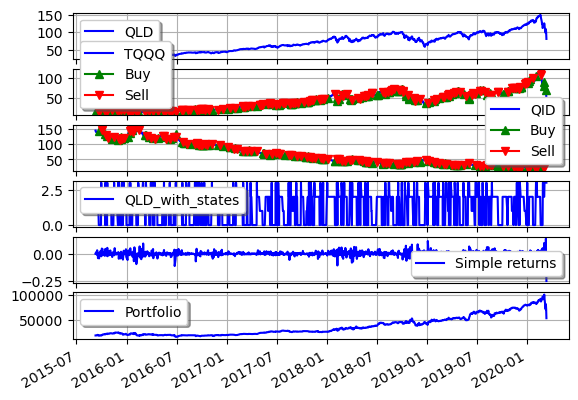 150
100
50
QLD
TQQQ
Buy
Sell
100
50
QID
Buy
Sell
150
100
50
2.5
0.0
QLD_with_states
0.00
−0.25
Simple returns
100000
50000
Portfolio
2015-07
2016-01
2016-07
2017-01
2017-07
2018-01
2018-07
2019-01
2019-07
2020-01